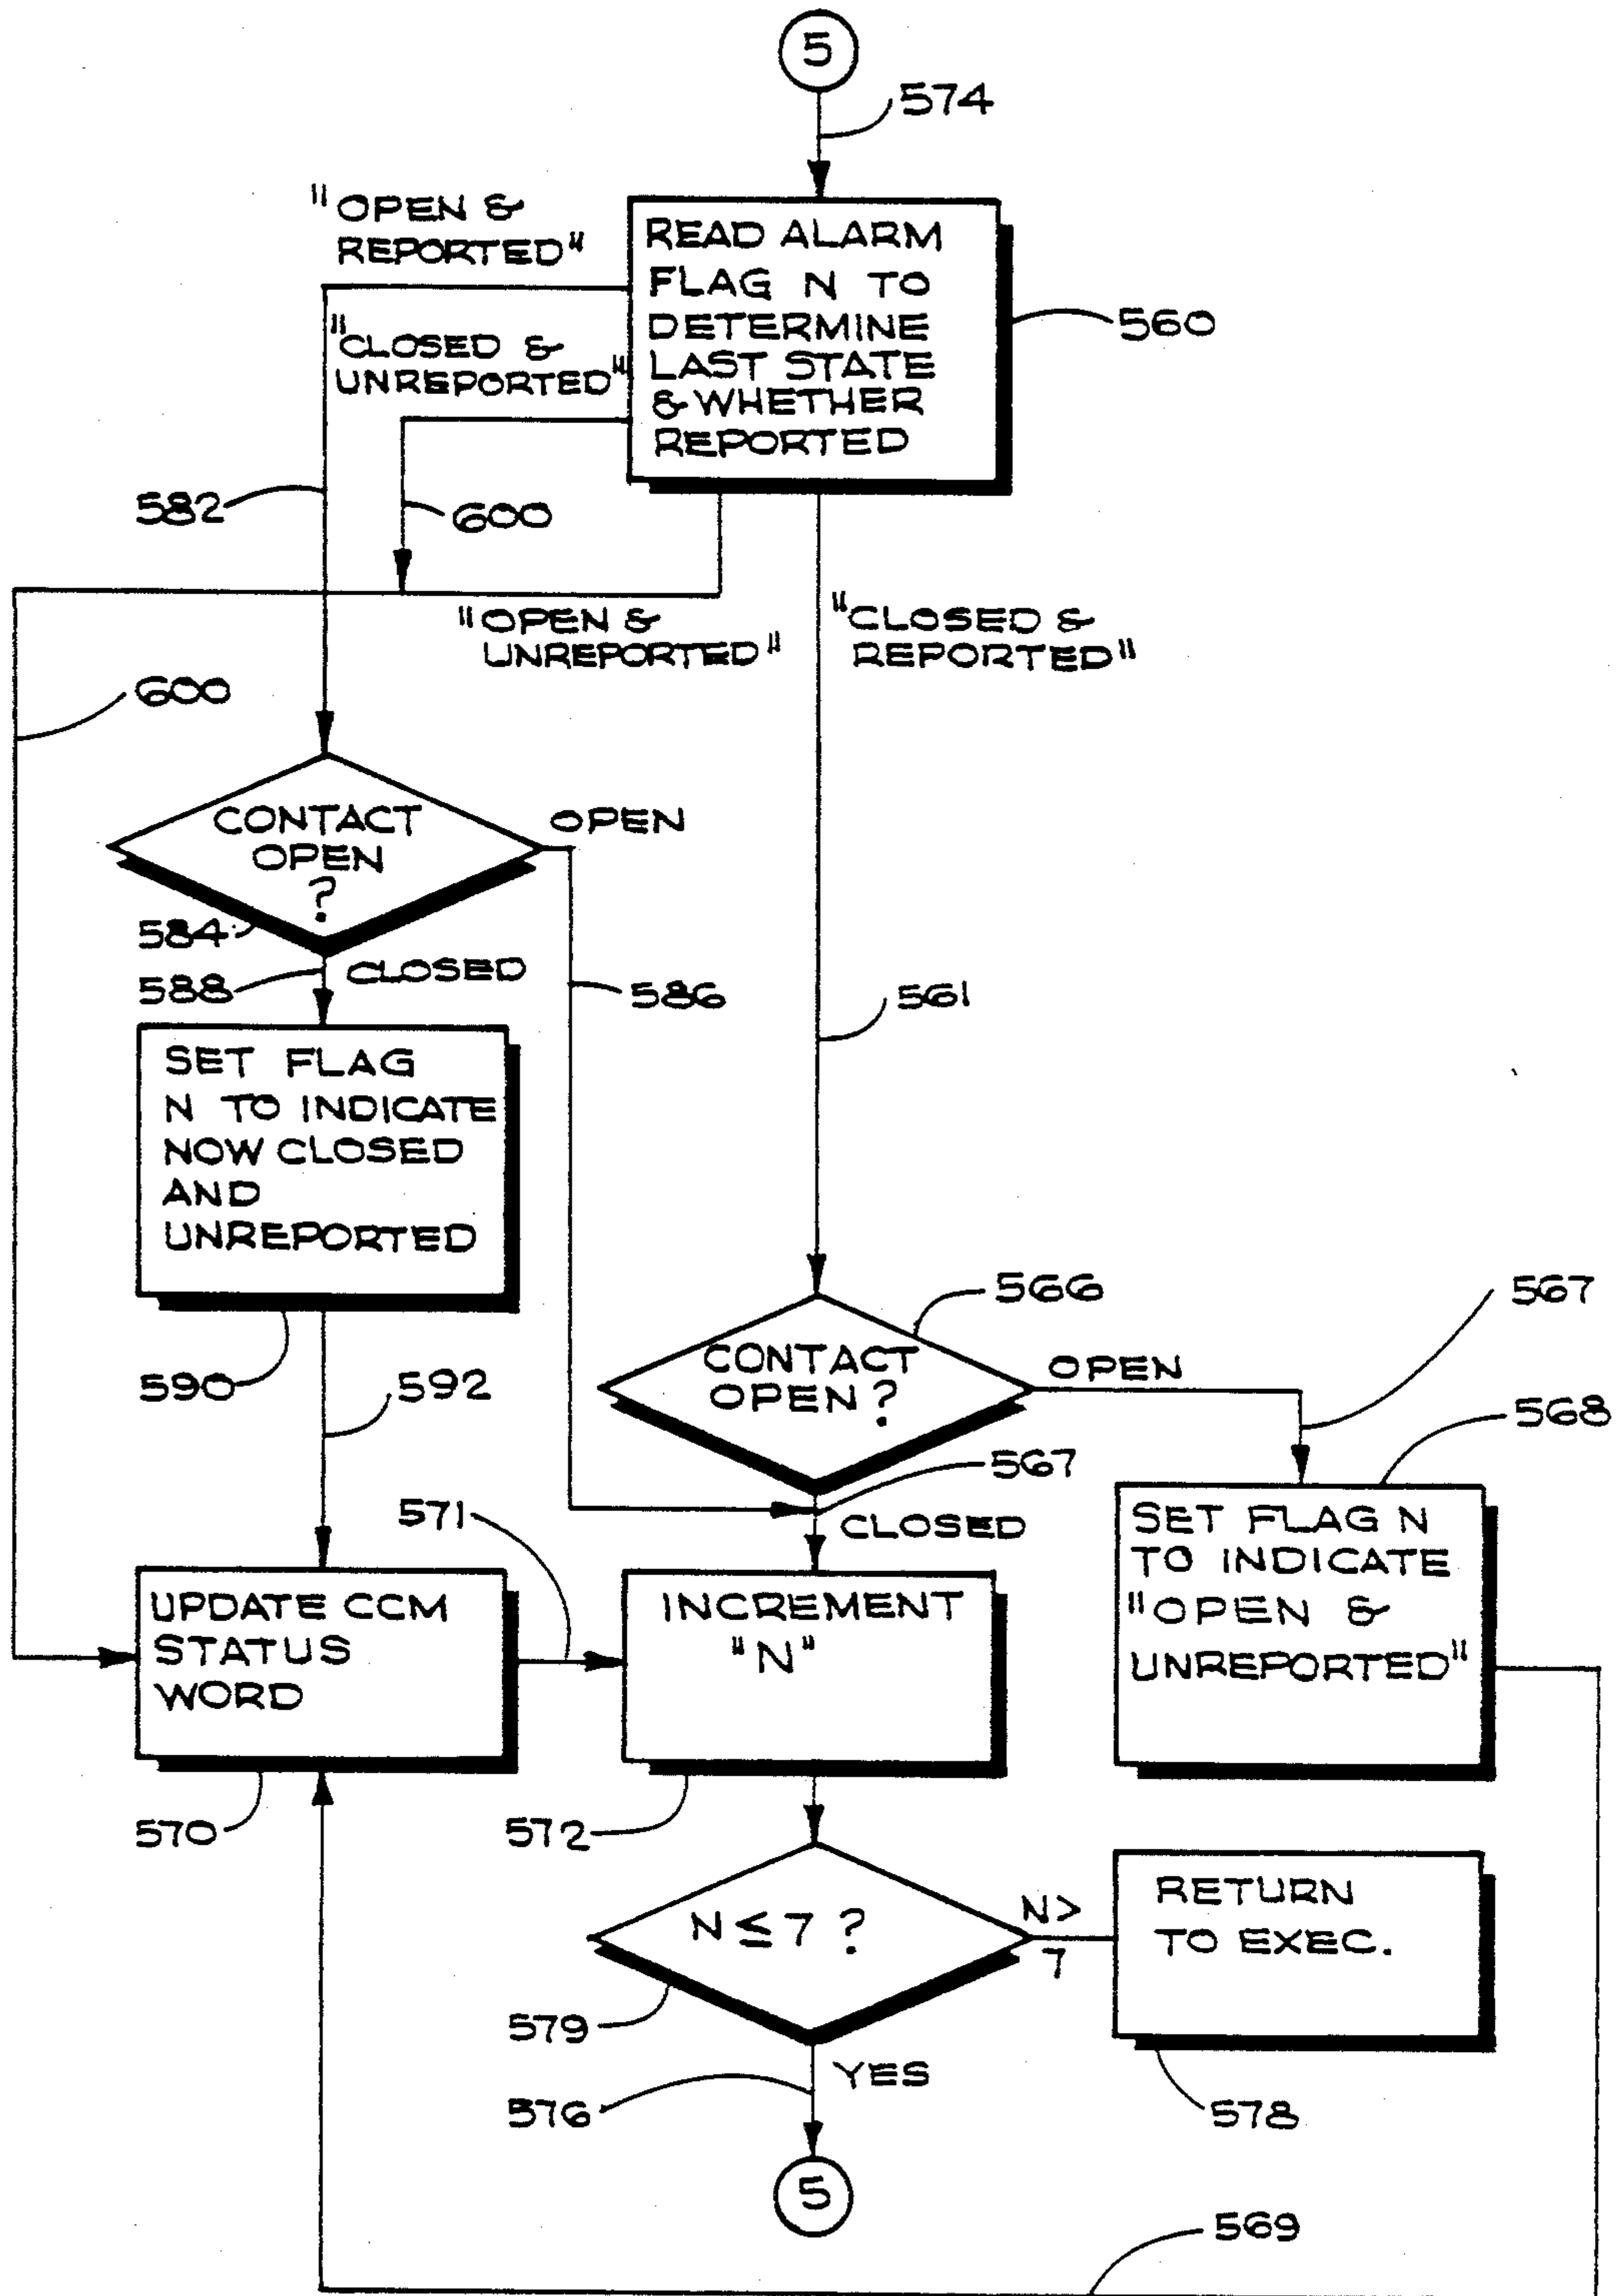 5
574
"OPEN &
REPORTED"
READ ALARM
FLAG N TO
DETERMINE
LAST STATE
& WHETHER
REPORTED
560
"CLOSED &
UNREPORTED"
582
600
"OPEN &
UNREPORTED"
"CLOSED &
REPORTED"
600
CONTACT
OPEN
?
OPEN
584
588
CLOSED
586
561
SET FLAG
N TO INDICATE
NOW CLOSED
AND
UNREPORTED
590
592
566
567
CONTACT
OPEN ?
OPEN
568
567
571
CLOSED
SET FLAG N
TO INDICATE
"OPEN &
UNREPORTED"
UPDATE CCM
STATUS
WORD
INCREMENT
"N"
570
572
N ≤ 7 ?
N >
7
RETURN
TO EXEC.
579
YES
576
578
5
569